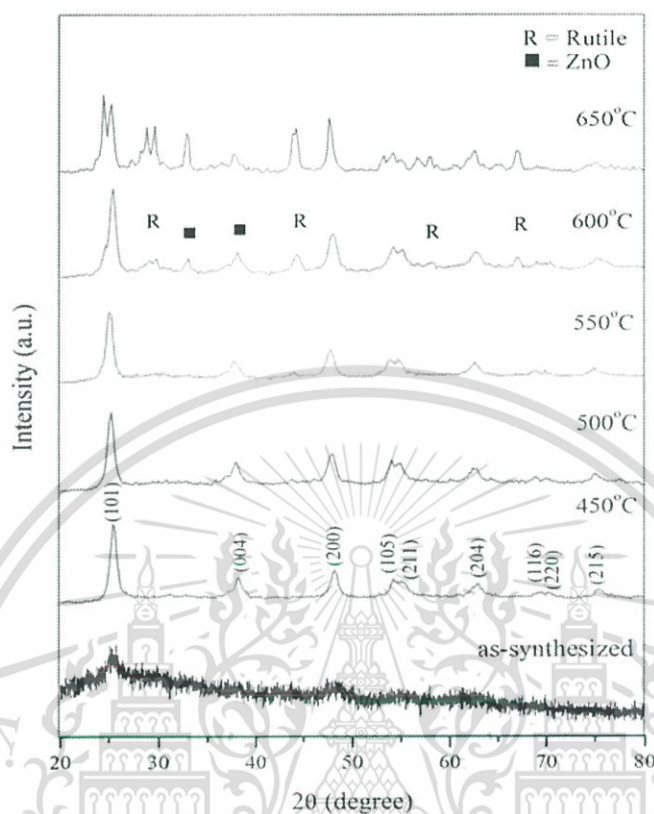 R = Rutile
■ = ZnO
650°C
600°C
R ■ ■ R R R
550°C
500°C
450°C
(101) (004) (200) (105) (211) (204) (116) (220) (215)
as-synthesized
Intensity (a.u.)
20 30 40 50 60 70 80
2θ (degree)